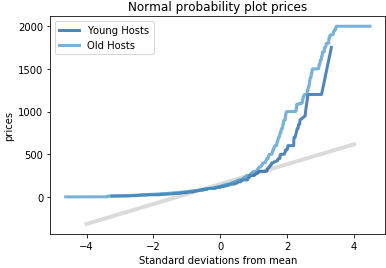 Normal probability plot prices
Young Hosts
Old Hosts
2000
1500
1000
500
0
prices
−4
−2
0
2
4
Standard deviations from mean